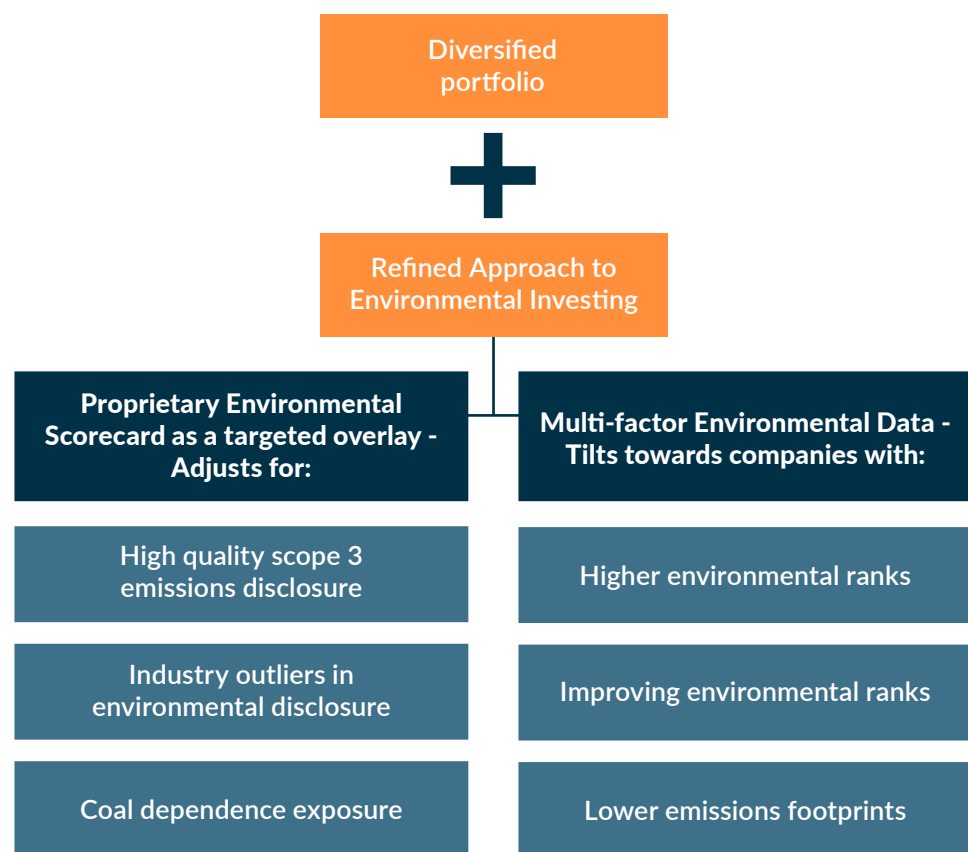 Diversified
portfolio
Refined Approach to
Environmental Investing
Proprietary Environmental
Scorecard as a targeted overlay -
Adjusts for:
High quality scope 3
emissions disclosure
Industry outliers in
environmental disclosure
Coal dependence exposure
Multi-factor Environmental Data -
Tilts towards companies with:
Higher environmental ranks
Improving environmental ranks
Lower emissions footprints